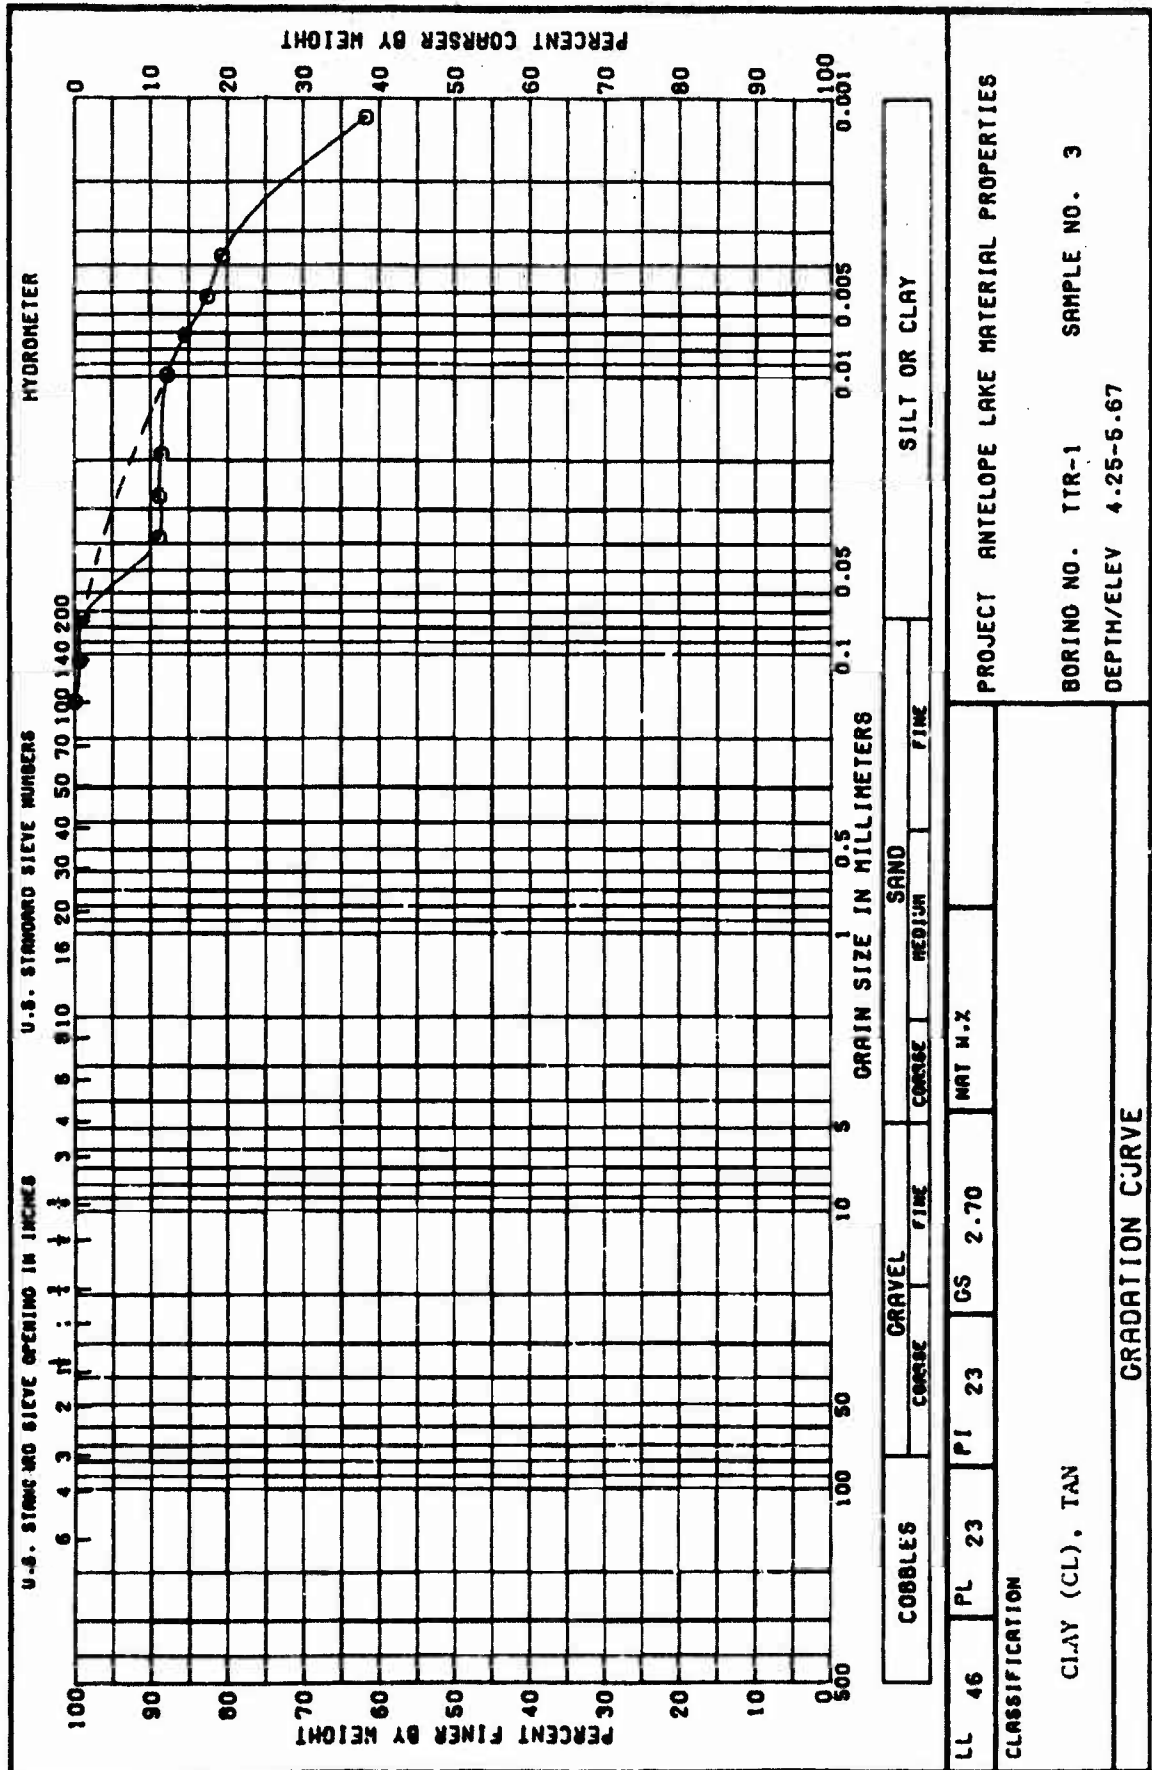 U.S. STANDARD SIEVE OPENING IN INCHES
U.S. STANDARD SIEVE NUMBERS
HYDROMETER
6 4 3 2 1½ 3 4 6 8 10 16 20 30 40 50 70 100 140 200
PERCENT FINER BY WEIGHT
100
90
80
70
60
50
40
30
20
10
0
PERCENT COARSER BY WEIGHT
0
10
20
30
40
50
60
70
80
90
100
500 100 50 10 5 1 0.5 0.1 0.05 0.01 0.005 0.001
GRAIN SIZE IN MILLIMETERS
COBBLES
GRAVEL
COARSE FINE
SAND
COARSE MEDIUM FINE
SILT OR CLAY
LL 46 PL 23 PI 23 GS 2.70 NAT W.%
CLASSIFICATION
CLAY (CL), TAN
PROJECT ANTELOPE LAKE MATERIAL PROPERTIES
BORING NO. TTR-1 SAMPLE NO. 3
DEPTH/ELEV 4.25-5.67
GRADATION CURVE